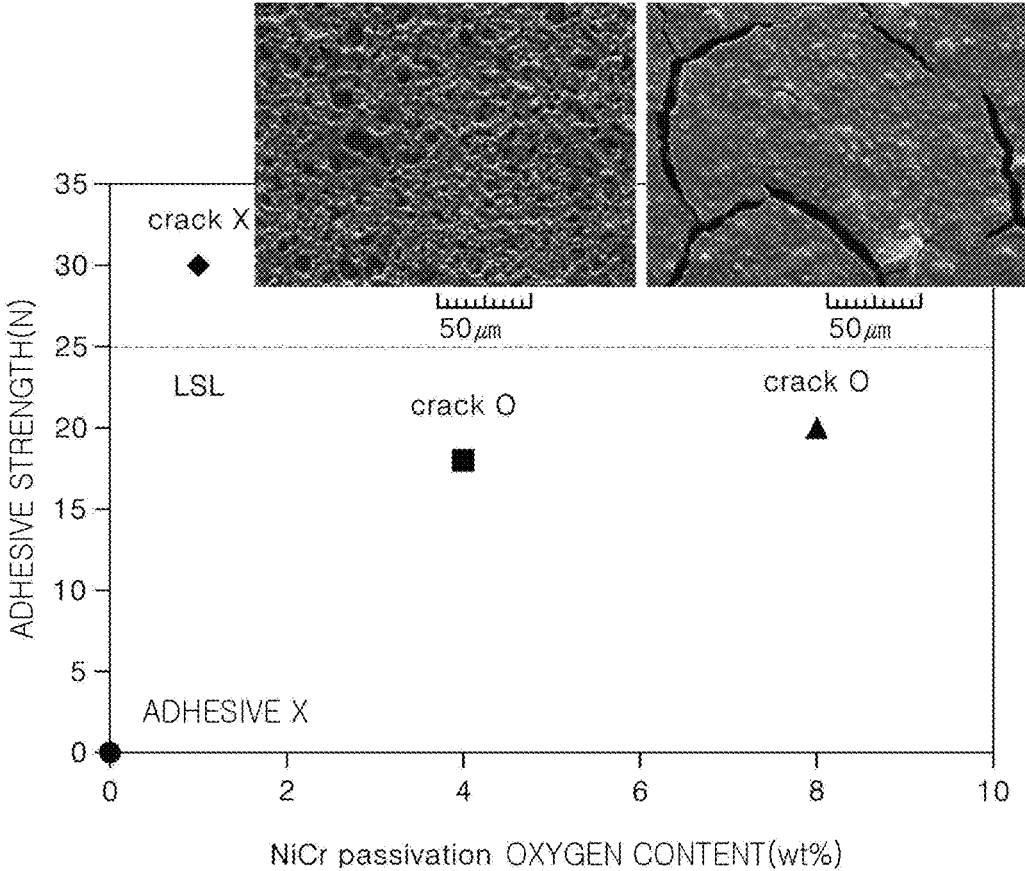 35
crack X
30
50㎛
50㎛
25
LSL
crack O
crack O
20
15
10
5
ADHESIVE X
0
0 2 4 6 8 10
ADHESIVE STRENGTH(N)
NiCr passivation OXYGEN CONTENT(wt%)